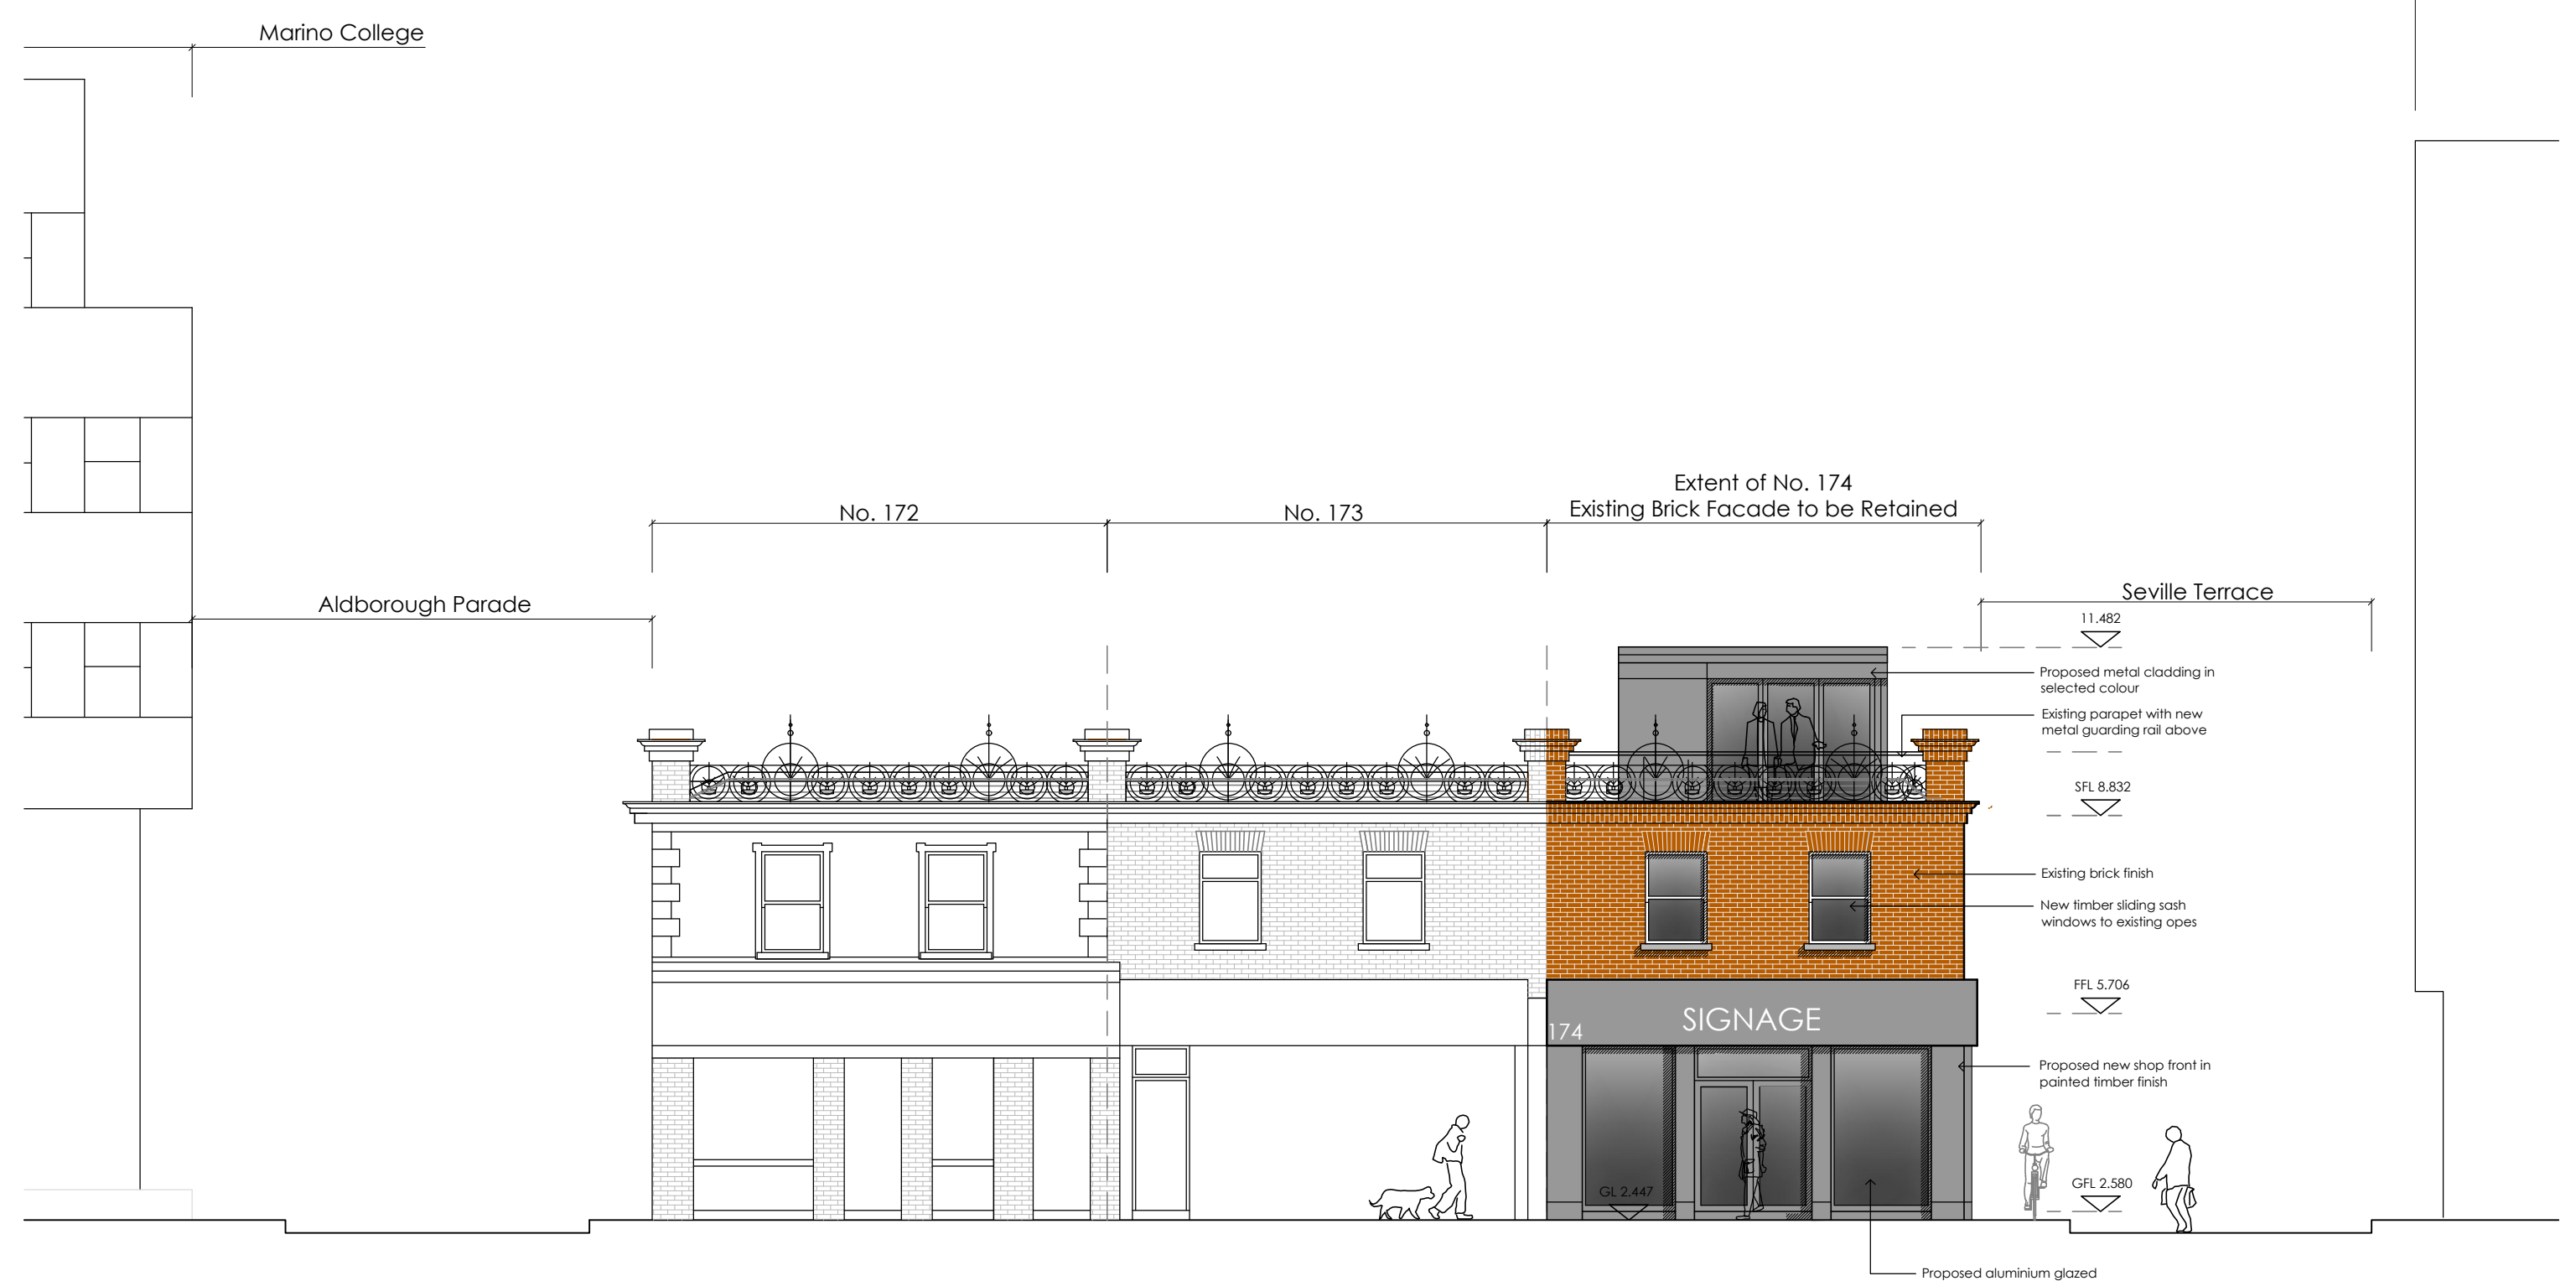 Marino College
Extent of No. 174
No. 172
No. 173
Existing Brick Facade to be Retained
Aldborough Parade
Seville Terrace
11.482
Proposed metal cladding in
selected colour
Existing parapet with new
metal guarding rail above
SFL 8.832
Existing brick finish
New timber sliding sash
windows to existing opes
FFL 5.706
SIGNAGE
174
Proposed new shop front in
painted timber finish
GL 2.447
GFL 2.580
Proposed aluminium glazed